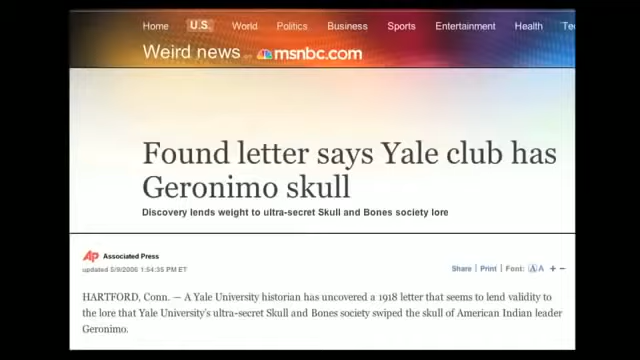 Home U.S. World Politics Business Sports Entertainment Health Tec
Weird news on msnbc.com
Found letter says Yale club has
Geronimo skull
Discovery lends weight to ultra-secret Skull and Bones society lore
AP Associated Press
updated 5/9/2006 1:54:35 PM ET
Share | Print | Font: A A + −
HARTFORD, Conn. — A Yale University historian has uncovered a 1918 letter that seems to lend validity to
the lore that Yale University's ultra-secret Skull and Bones society swiped the skull of American Indian leader
Geronimo.